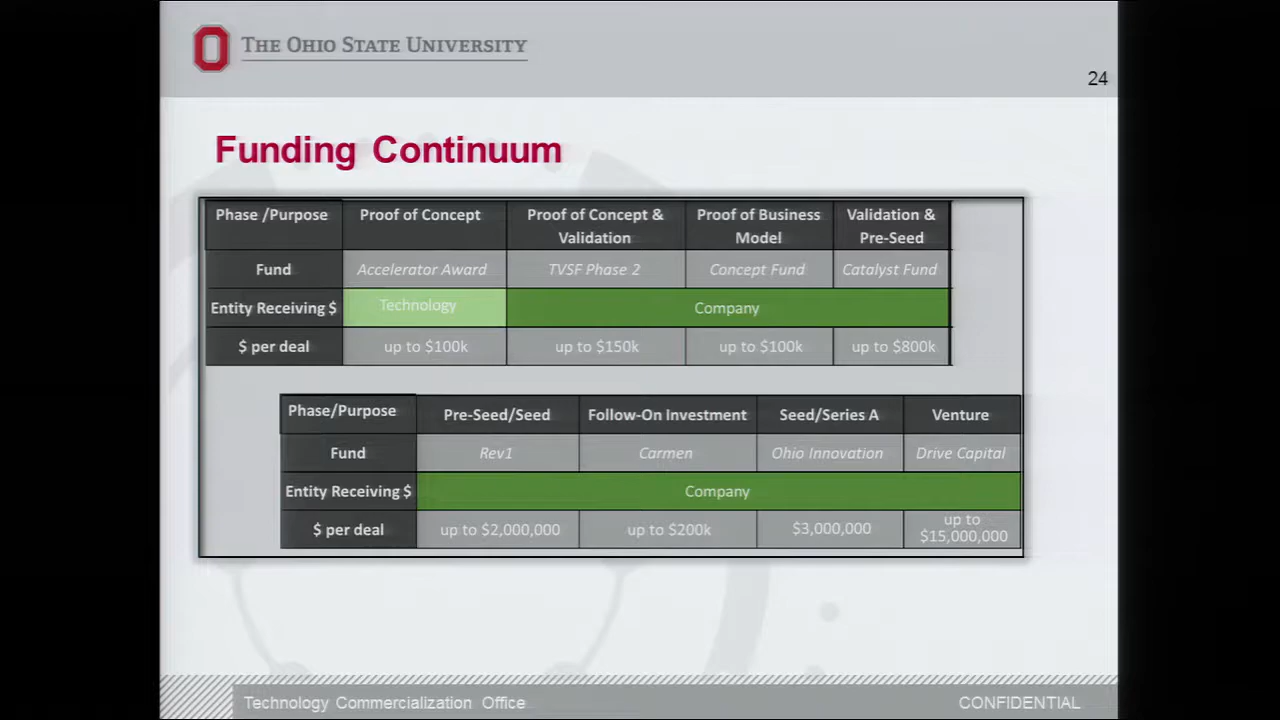 THE OHIO STATE UNIVERSITY
24
Funding Continuum
Phase /Purpose Proof of Concept Proof of Concept & Validation Proof of Business Model Validation & Pre-Seed
Fund Accelerator Award TVSF Phase 2 Concept Fund Catalyst Fund
Entity Receiving $ Technology Company
$ per deal up to $100k up to $150k up to $100k up to $800k
Phase/Purpose Pre-Seed/Seed Follow-On Investment Seed/Series A Venture
Fund Rev1 Carmen Ohio Innovation Drive Capital
Entity Receiving $ Company
$ per deal up to $2,000,000 up to $200k $3,000,000 up to $15,000,000
Technology Commercialization Office CONFIDENTIAL